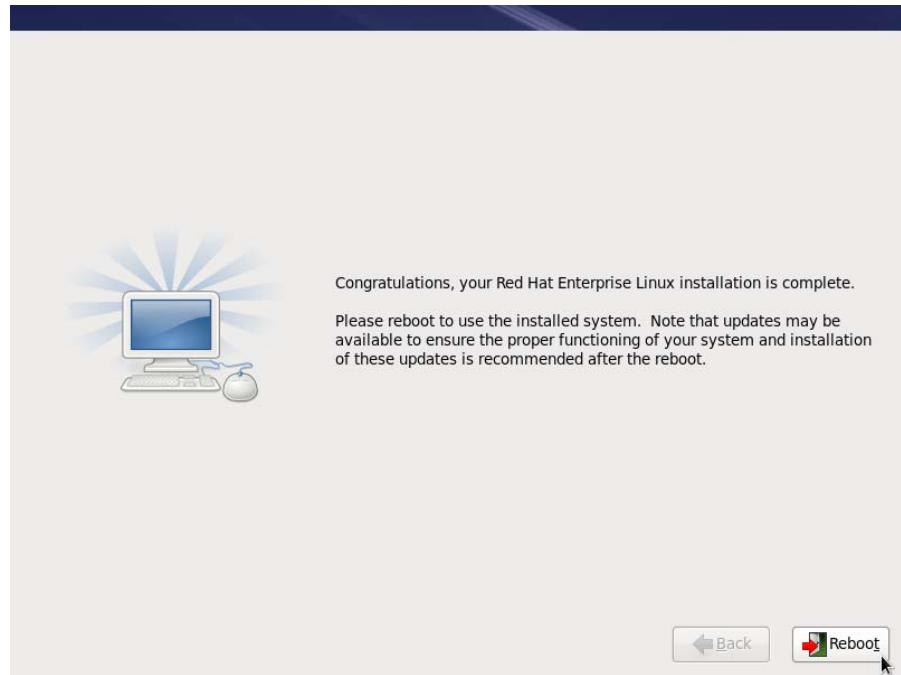 Congratulations, your Red Hat Enterprise Linux installation is complete.
Please reboot to use the installed system.  Note that updates may be
available to ensure the proper functioning of your system and installation
of these updates is recommended after the reboot.
Back
Reboot